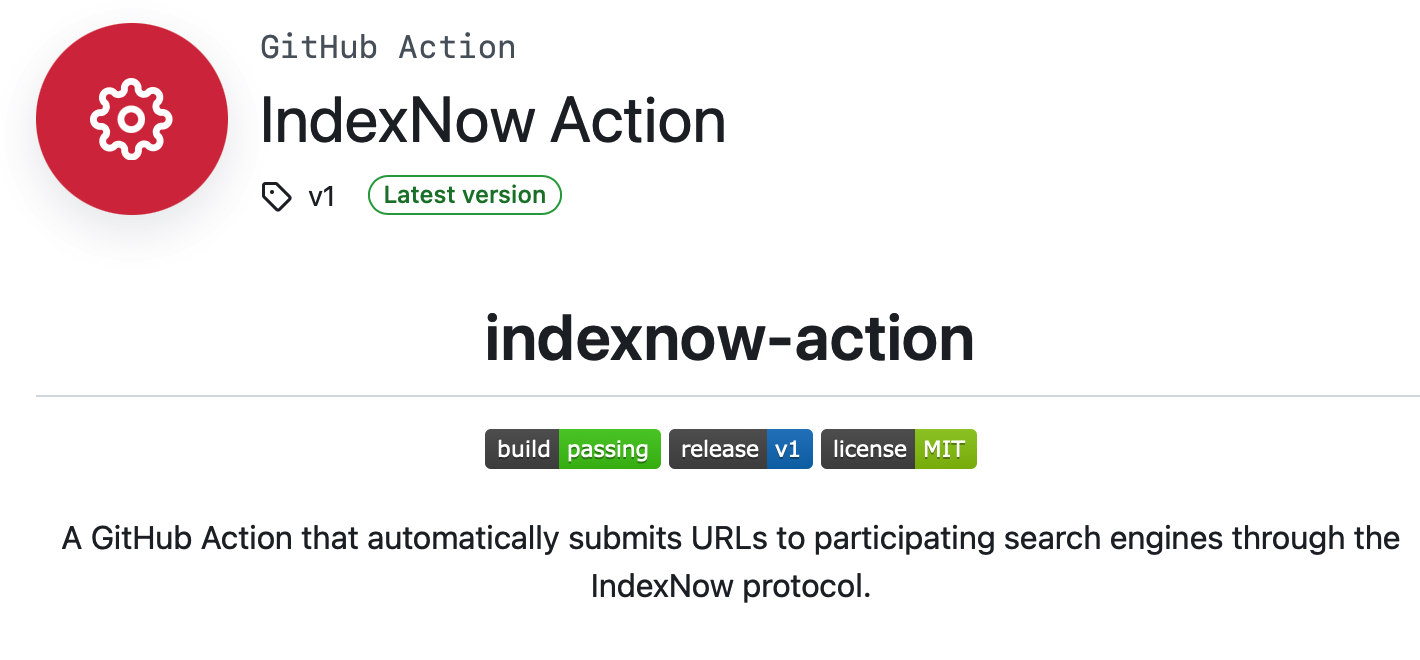 GitHub Action
IndexNow Action
v1 Latest version
indexnow-action
build passing release v1 license MIT
A GitHub Action that automatically submits URLs to participating search engines through the
IndexNow protocol.